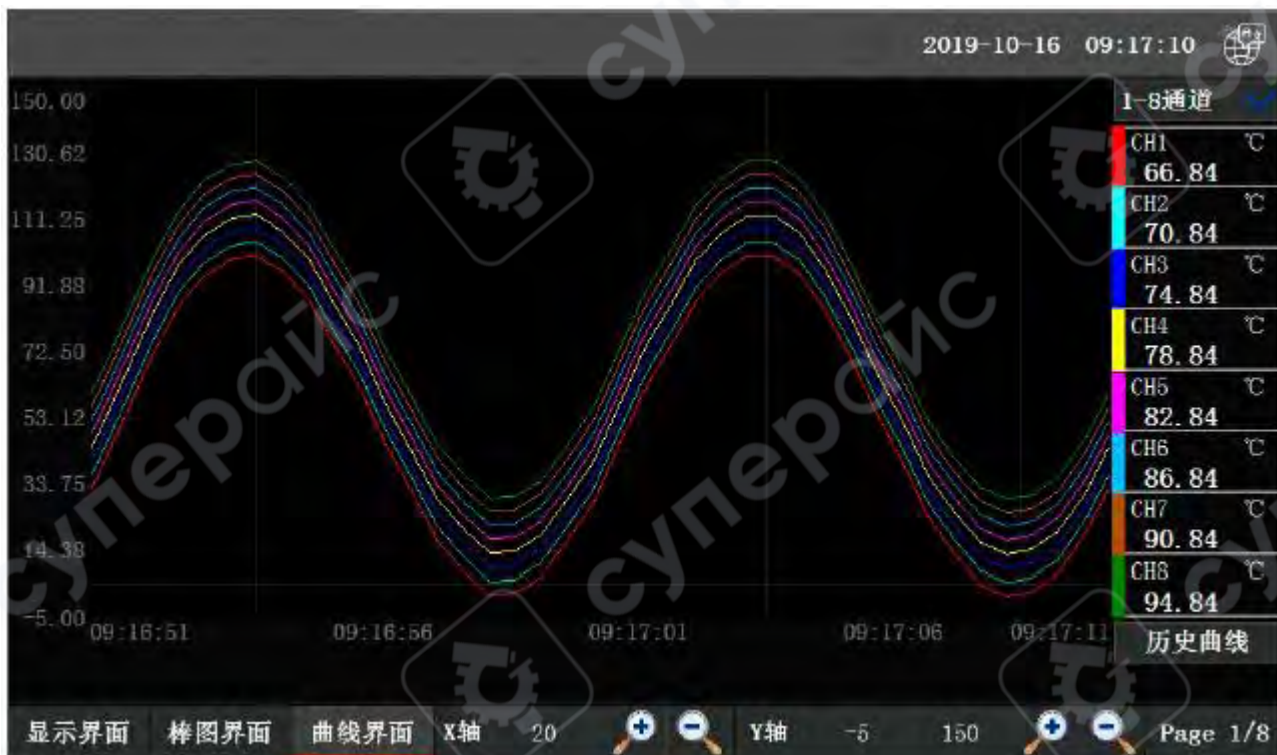 2019-10-16 09:17:10
150.00
130.62
111.25
91.88
72.50
53.12
33.75
14.38
-5.00
09:16:51 09:16:56 09:17:01 09:17:06 09:17:11
1-8通道
CH1 ℃
66.84
CH2 ℃
70.84
CH3 ℃
74.84
CH4 ℃
78.84
CH5 ℃
82.84
CH6 ℃
86.84
CH7 ℃
90.84
CH8 ℃
94.84
历史曲线
显示界面 棒图界面 曲线界面 X轴 20 Y轴 -5 150 Page 1/8
суперайс
суперайс